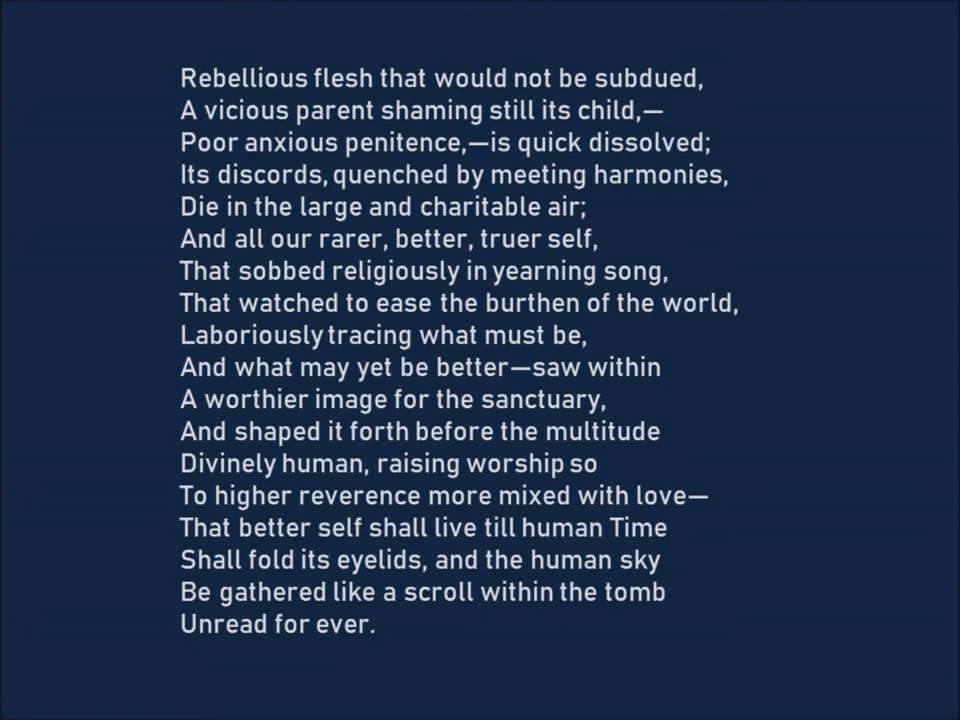 Rebellious flesh that would not be subdued,
A vicious parent shaming still its child,—
Poor anxious penitence,—is quick dissolved;
Its discords, quenched by meeting harmonies,
Die in the large and charitable air;
And all our rarer, better, truer self,
That sobbed religiously in yearning song,
That watched to ease the burthen of the world,
Laboriously tracing what must be,
And what may yet be better—saw within
A worthier image for the sanctuary,
And shaped it forth before the multitude
Divinely human, raising worship so
To higher reverence more mixed with love—
That better self shall live till human Time
Shall fold its eyelids, and the human sky
Be gathered like a scroll within the tomb
Unread for ever.